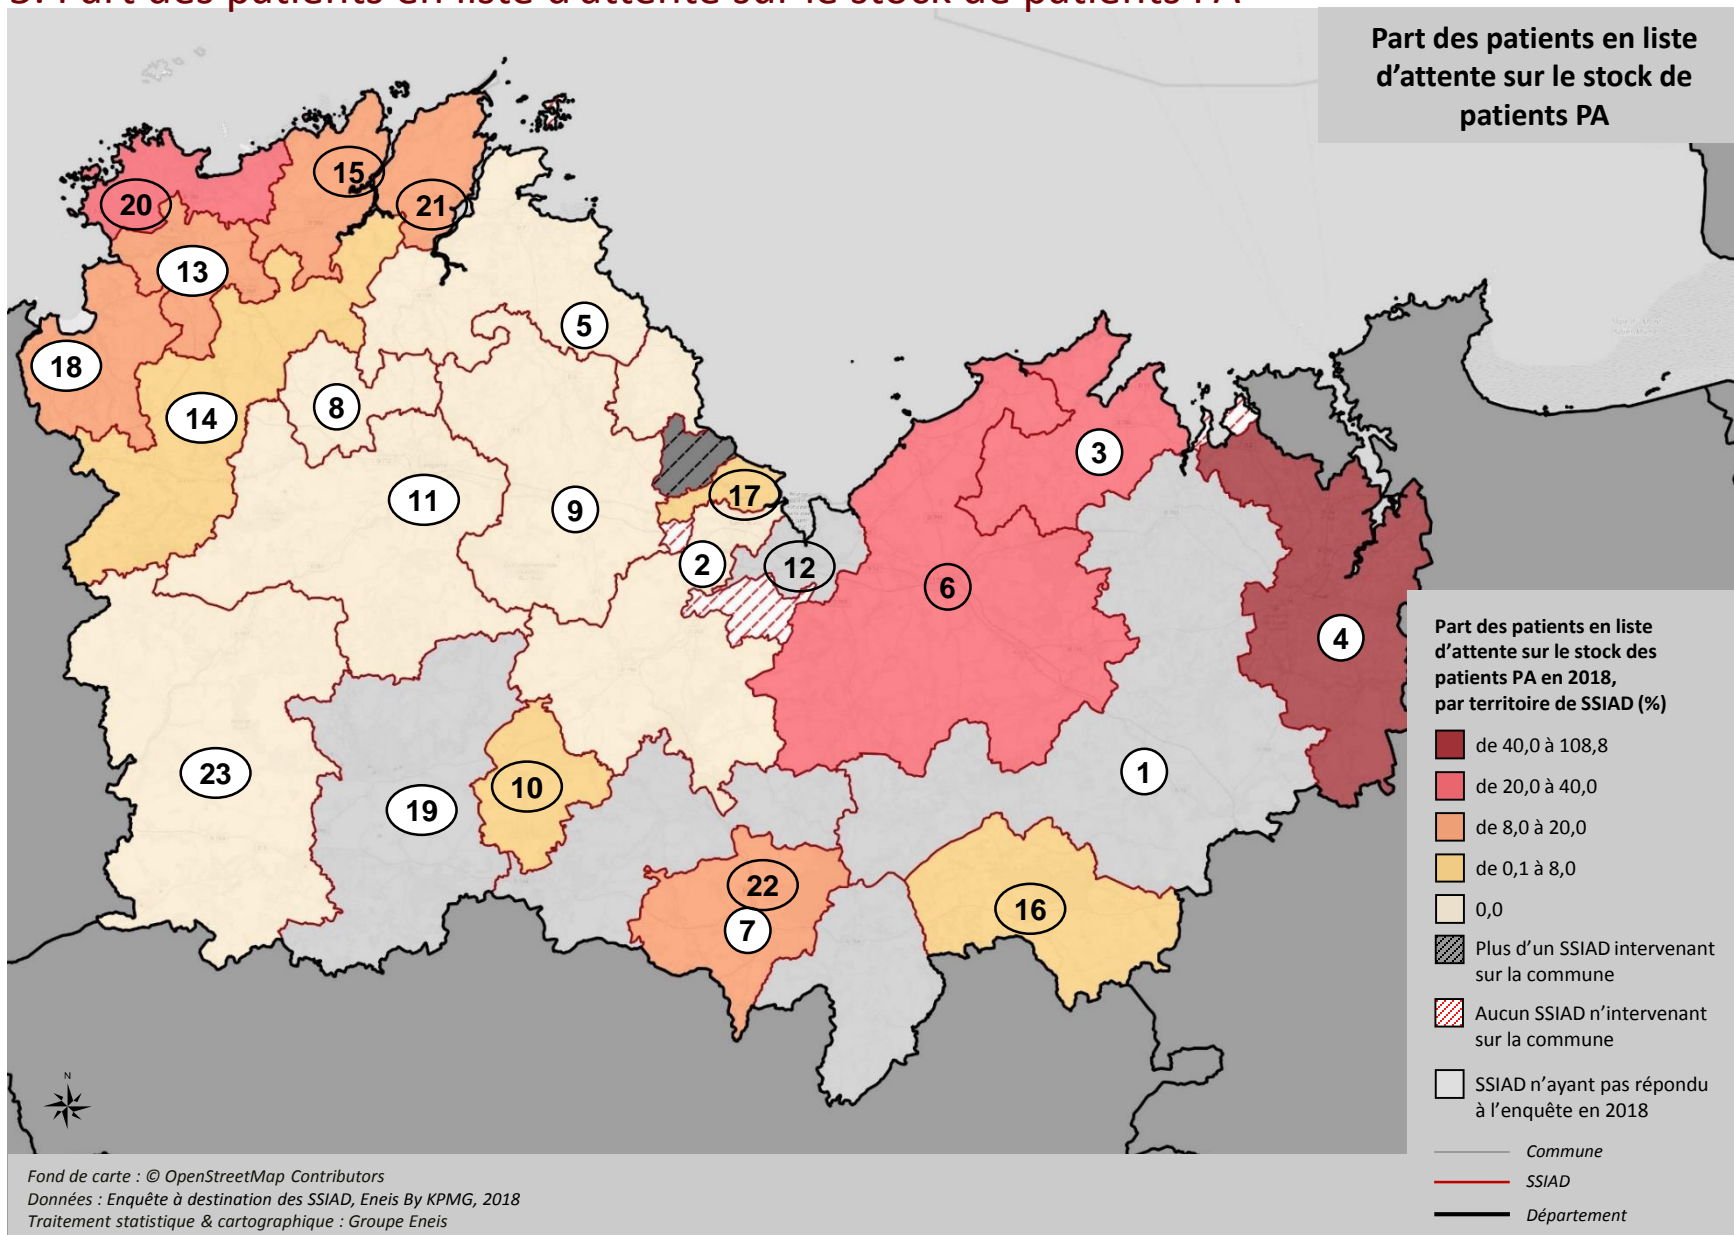 Part des patients en liste
d'attente sur le stock de
patients PA
20
15
21
13
18
5
14
8
11
9
17
2
12
3
6
4
23
19
10
1
22
7
16
Part des patients en liste
d'attente sur le stock des
patients PA en 2018,
par territoire de SSIAD (%)
de 40,0 à 108,8
de 20,0 à 40,0
de 8,0 à 20,0
de 0,1 à 8,0
0,0
Plus d'un SSIAD intervenant
sur la commune
Aucun SSIAD n'intervenant
sur la commune
SSIAD n'ayant pas répondu
à l'enquête en 2018
Commune
SSIAD
Département
N
Fond de carte : © OpenStreetMap Contributors
Données : Enquête à destination des SSIAD, Eneis By KPMG, 2018
Traitement statistique & cartographique : Groupe Eneis